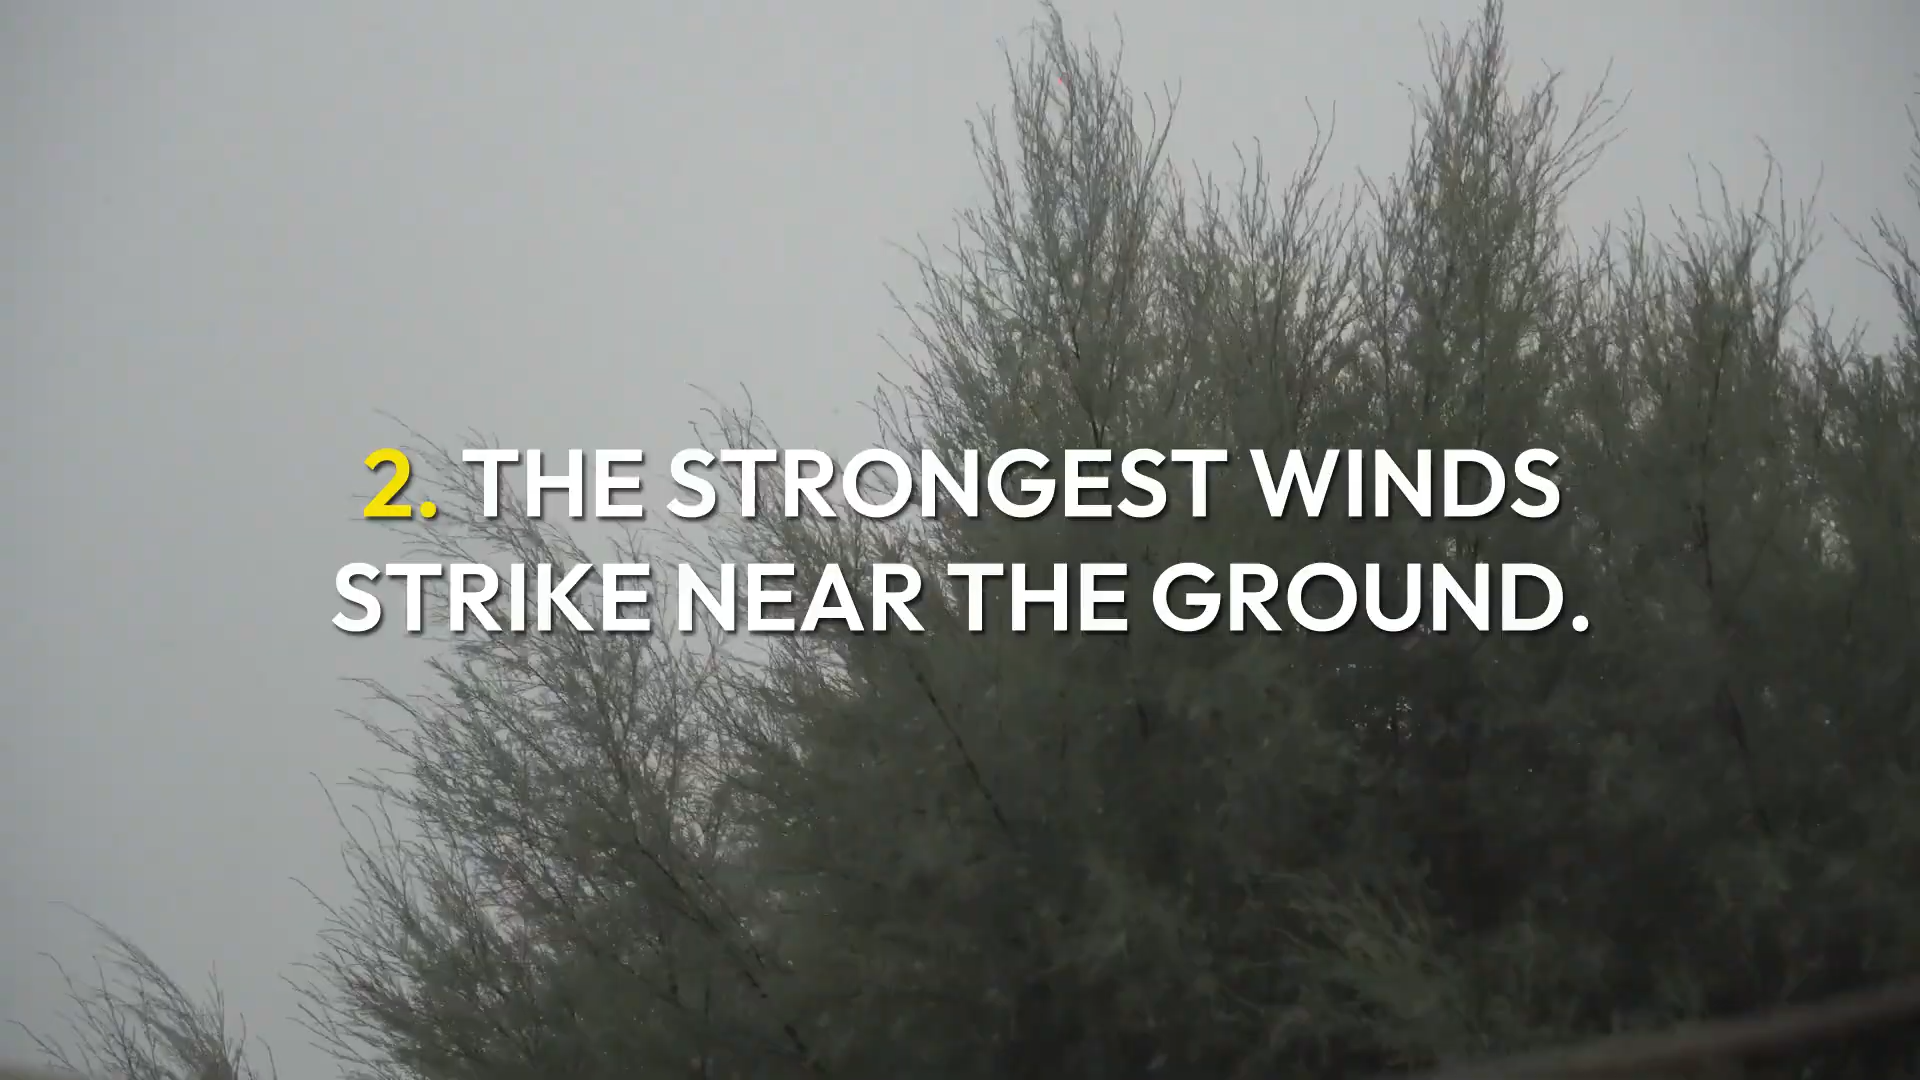 2. THE STRONGEST WINDS
STRIKE NEAR THE GROUND.